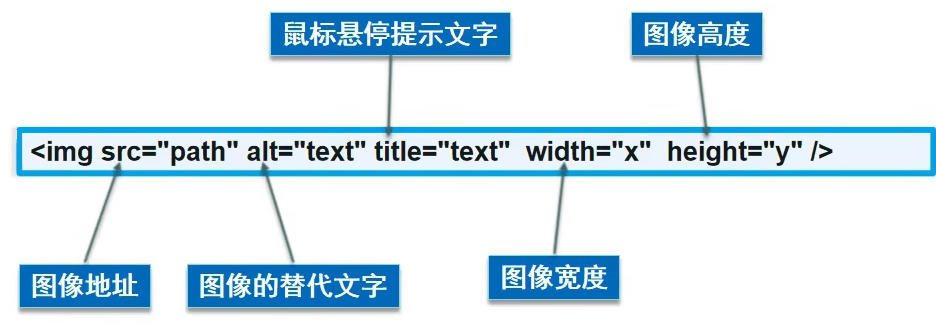 鼠标悬停提示文字
图像高度
<img src="path" alt="text" title="text" width="x" height="y" />
图像地址
图像的替代文字
图像宽度